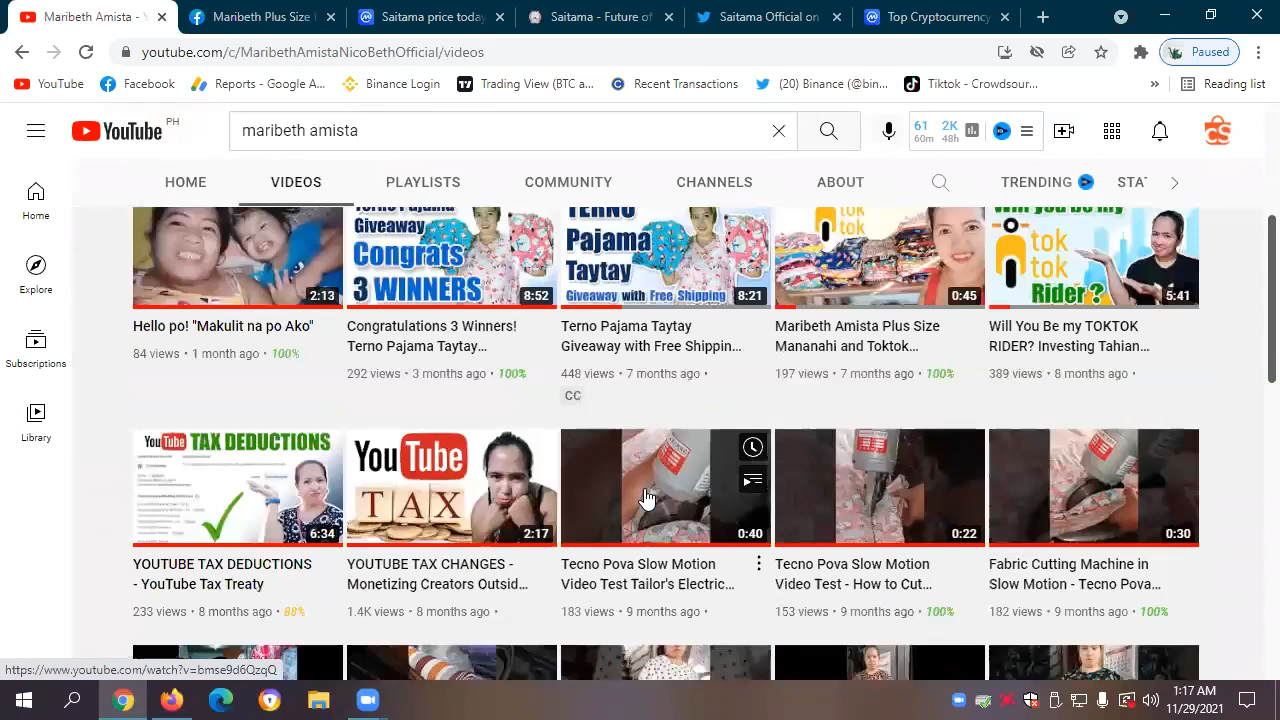 Maribeth Amista - Y
Maribeth Plus Size
Saitama price today
Saitama - Future of
Saitama Official on
Top Cryptocurrency
youtube.com/c/MaribethAmistaNicoBethOfficial/videos
Paused
YouTube
Facebook
Reports - Google A...
Binance Login
Trading View (BTC a...
Recent Transactions
(20) Binance (@bin...
Tiktok - Crowdsour...
»
Reading list
YouTube PH
maribeth amista
61 2K
60m 48h
HOME
VIDEOS
PLAYLISTS
COMMUNITY
CHANNELS
ABOUT
TRENDING
STAT
Home
Explore
Subscriptions
Library
2:13
Terno Pajama
Giveaway
Congrats
3 WINNERS
8:52
TERNO
Pajama
Taytay
Giveaway with Free Shipping
8:21
tok
tok
0:45
Will you be my
tok
tok
Rider?
5:41
Hello po! "Makulit na po Ako"
84 views • 1 month ago • 100%
Congratulations 3 Winners!
Terno Pajama Taytay...
292 views • 3 months ago • 100%
Terno Pajama Taytay
Giveaway with Free Shippin...
448 views • 7 months ago •
CC
Maribeth Amista Plus Size
Mananahi and Toktok...
197 views • 7 months ago • 100%
Will You Be my TOKTOK
RIDER? Investing Tahian...
389 views • 8 months ago •
YouTube TAX DEDUCTIONS
6:34
YouTube
TAX
2:17
0:40
0:22
0:30
YOUTUBE TAX DEDUCTIONS
- YouTube Tax Treaty
233 views • 8 months ago • 88%
YOUTUBE TAX CHANGES -
Monetizing Creators Outsid...
1.4K views • 8 months ago •
Tecno Pova Slow Motion
Video Test Tailor's Electric...
183 views • 9 months ago •
Tecno Pova Slow Motion
Video Test - How to Cut...
153 views • 9 months ago • 100%
Fabric Cutting Machine in
Slow Motion - Tecno Pova...
182 views • 9 months ago • 100%
https://www.youtube.com/watch?v=bmse9d6QzqQ
1:17 AM
11/29/2021